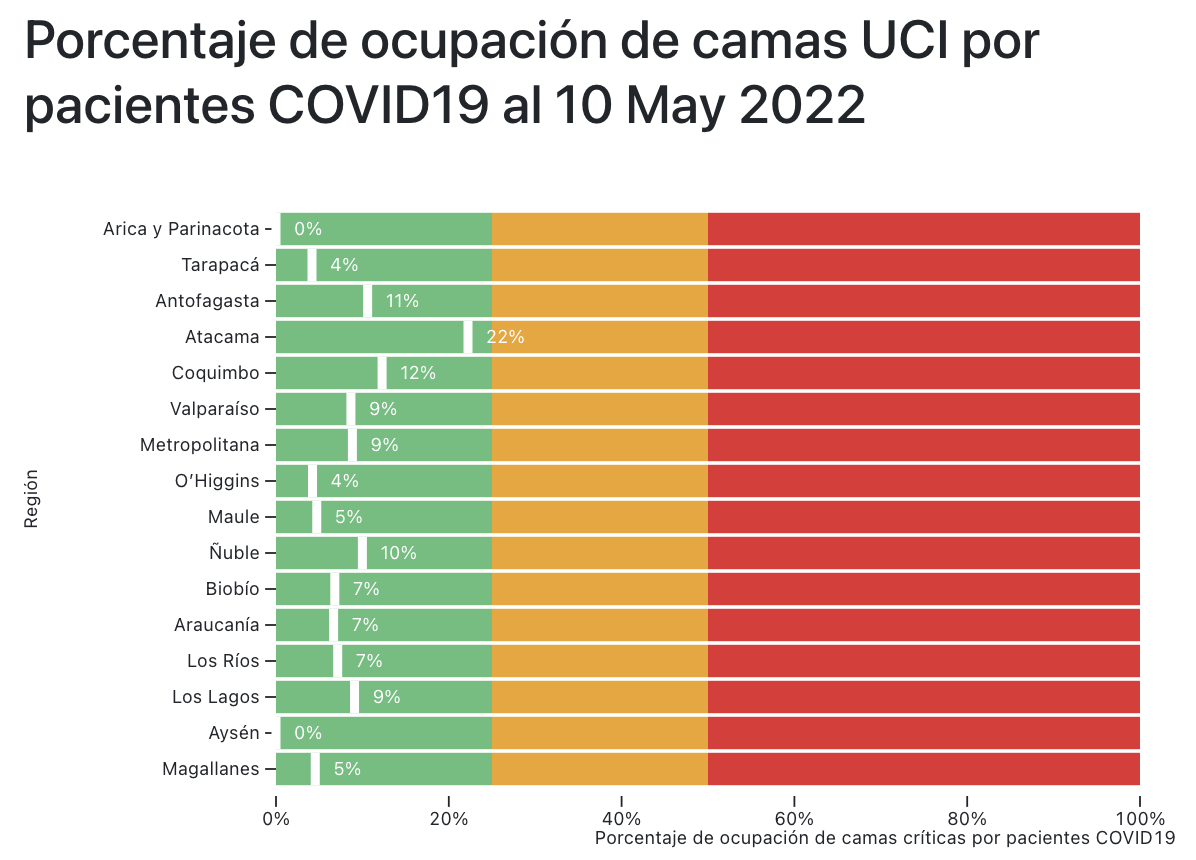 Porcentaje de ocupación de camas UCI por
pacientes COVID19 al 10 May 2022
Arica y Parinacota 0%
Tarapacá 4%
Antofagasta 11%
Atacama 22%
Coquimbo 12%
Valparaíso 9%
Metropolitana 9%
O’Higgins 4%
Maule 5%
Ñuble 10%
Biobío 7%
Araucanía 7%
Los Ríos 7%
Los Lagos 9%
Aysén 0%
Magallanes 5%
Región
0% 20% 40% 60% 80% 100%
Porcentaje de ocupación de camas críticas por pacientes COVID19